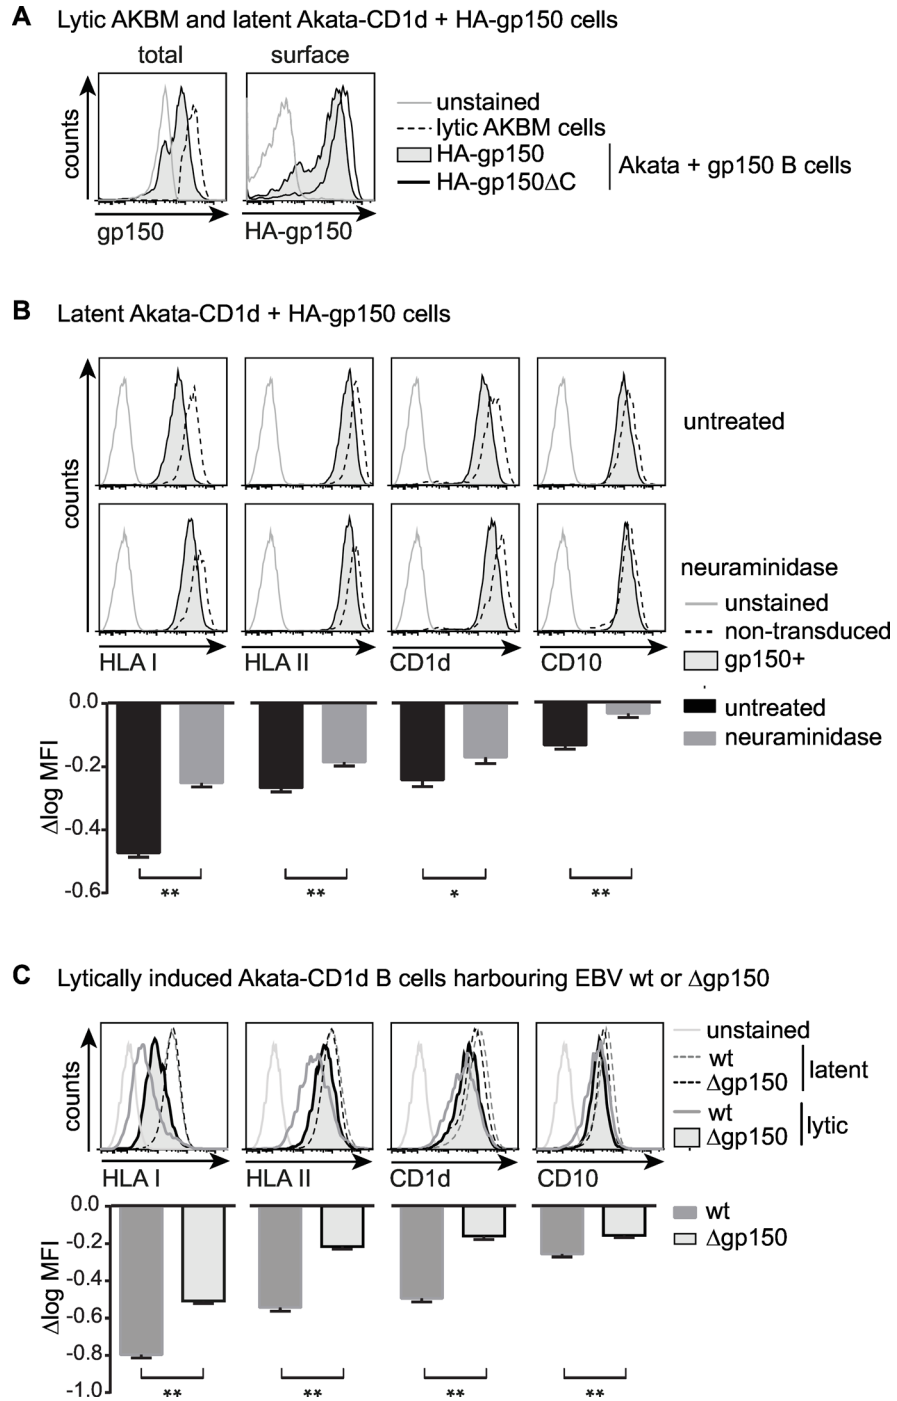 A Lytic AKBM and latent Akata-CD1d + HA-gp150 cells
total surface
counts
unstained
lytic AKBM cells
HA-gp150
HA-gp150ΔC
Akata + gp150 B cells
gp150 HA-gp150
B Latent Akata-CD1d + HA-gp150 cells
counts
untreated
neuraminidase
unstained
non-transduced
gp150+
HLA I HLA II CD1d CD10
untreated
neuraminidase
Δlog MFI
0.0
-0.2
-0.4
-0.6
** ** * **
C Lytically induced Akata-CD1d B cells harbouring EBV wt or Δgp150
counts
unstained
wt
Δgp150
latent
wt
Δgp150
lytic
HLA I HLA II CD1d CD10
wt
Δgp150
Δlog MFI
0.0
-0.2
-0.4
-0.6
-0.8
-1.0
** ** ** **